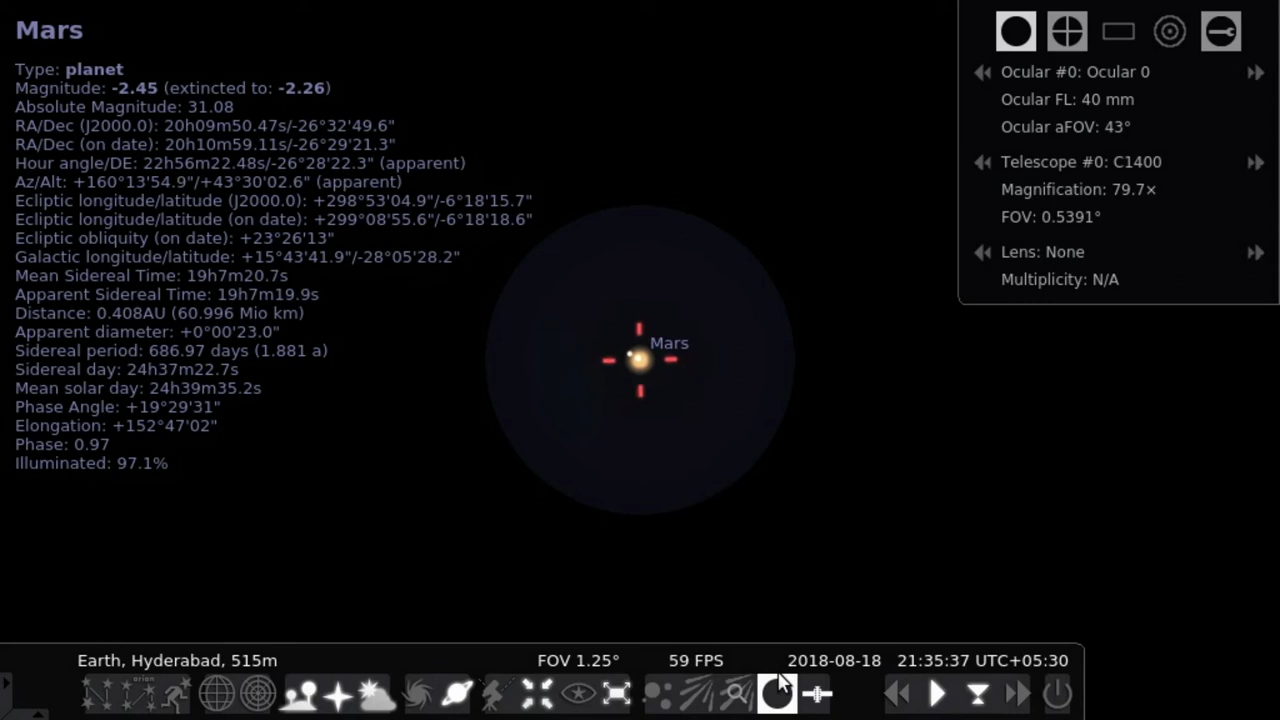 Mars
Type: planet
Magnitude: -2.45 (extincted to: -2.26)
Absolute Magnitude: 31.08
RA/Dec (J2000.0): 20h09m50.47s/-26°32'49.6"
RA/Dec (on date): 20h10m59.11s/-26°29'21.3"
Hour angle/DE: 22h56m22.48s/-26°28'22.3" (apparent)
Az/Alt: +160°13'54.9"/+43°30'02.6" (apparent)
Ecliptic longitude/latitude (J2000.0): +298°53'04.9"/-6°18'15.7"
Ecliptic longitude/latitude (on date): +299°08'55.6"/-6°18'18.6"
Ecliptic obliquity (on date): +23°26'13"
Galactic longitude/latitude: +15°43'41.9"/-28°05'28.2"
Mean Sidereal Time: 19h7m20.7s
Apparent Sidereal Time: 19h7m19.9s
Distance: 0.408AU (60.996 Mio km)
Apparent diameter: +0°00'23.0"
Sidereal period: 686.97 days (1.881 a)
Sidereal day: 24h37m22.7s
Mean solar day: 24h39m35.2s
Phase Angle: +19°29'31"
Elongation: +152°47'02"
Phase: 0.97
Illuminated: 97.1%
Mars
Ocular #0: Ocular 0
Ocular FL: 40 mm
Ocular aFOV: 43°
Telescope #0: C1400
Magnification: 79.7×
FOV: 0.5391°
Lens: None
Multiplicity: N/A
Earth, Hyderabad, 515m FOV 1.25° 59 FPS 2018-08-18 21:35:37 UTC+05:30
orian